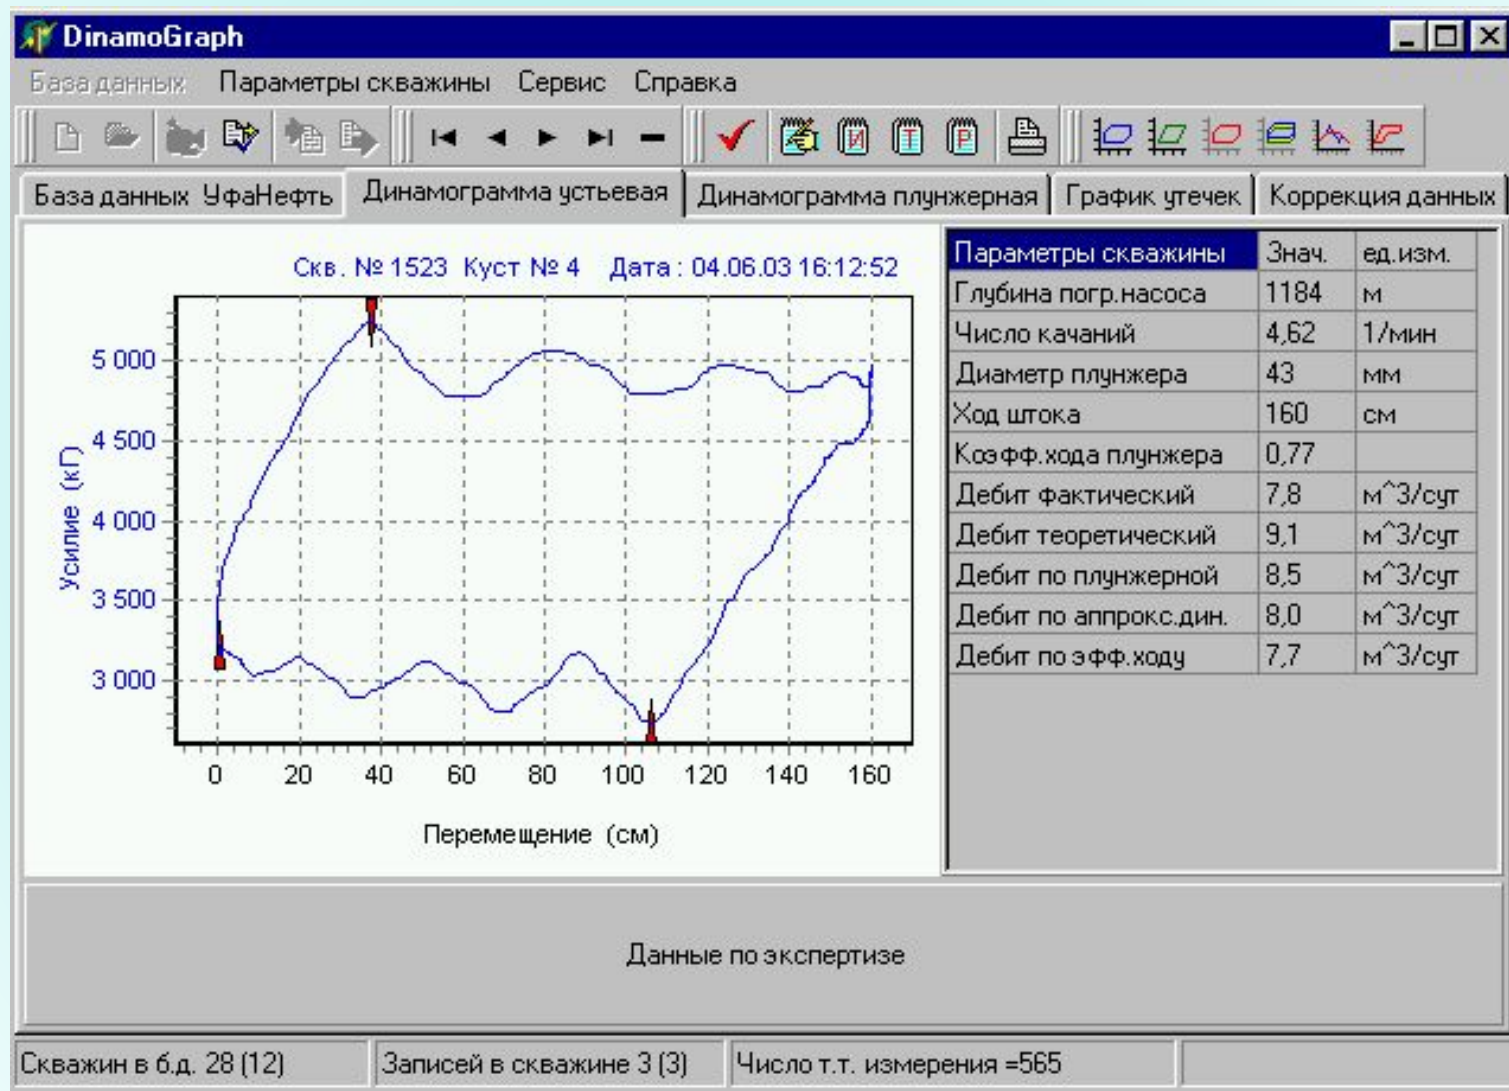 DinamoGraph
База данных Параметры скважины Сервис Справка
И Т Р
База данных УфаНефть Динамограмма устьевая Динамограмма плунжерная График утечек Коррекция данных
Скв. № 1523 Куст № 4 Дата : 04.06.03 16:12:52
5 000
4 500
4 000
3 500
3 000
Усилие (кГ)
0 20 40 60 80 100 120 140 160
Перемещение (см)
Параметры скважины Знач. ед.изм.
Глубина погр.насоса 1184 м
Число качаний 4,62 1/мин
Диаметр плунжера 43 мм
Ход штока 160 см
Коэфф.хода плунжера 0,77
Дебит фактический 7,8 м^3/сут
Дебит теоретический 9,1 м^3/сут
Дебит по плунжерной 8,5 м^3/сут
Дебит по аппрокс.дин. 8,0 м^3/сут
Дебит по эфф.ходу 7,7 м^3/сут
Данные по экспертизе
Скважин в б.д. 28 (12) Записей в скважине 3 (3) Число т.т. измерения =565